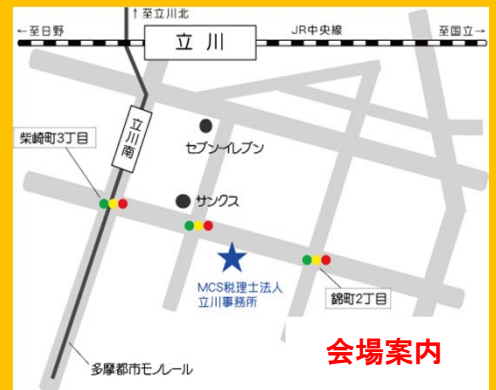 ↑至立川北
←至日野
立川
JR中央線
至国立→
柴崎町3丁目
立川南
セブン-イレブン
サンクス
MCS税理士法人
立川事務所
錦町2丁目
多摩都市モノレール
会場案内